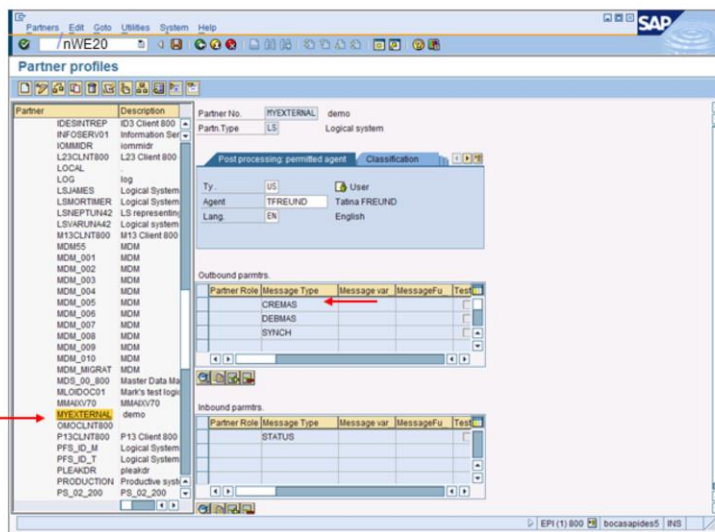 Partners Edit Goto Utilities System Help
SAP
/nWE20
Partner profiles
Partner Description
IDESINTREP ID3 Client 800
INFOSERV01 Information Ser
IOMMIDR iommidr
L23CLNT800 L23 Client 800
LOCAL .
LOG log
LSJAMES Logical System
LSMORTIMER Logical System
LSNEPTUN42 LS representing
LSVARUNA42 Logical system
M13CLNT800 M13 Client 800
MDM55 MDM
MDM_001 MDM
MDM_002 MDM
MDM_003 MDM
MDM_004 MDM
MDM_005 MDM
MDM_006 MDM
MDM_007 MDM
MDM_008 MDM
MDM_009 MDM
MDM_010 MDM
MDM_MIGRAT MDM
MDS_00_800 Master Data Ma
MLOIDOC01 Mark's test logic
MMAIXV70 MMAIXV70
MYEXTERNAL demo
OMOCLNT800
P13CLNT800 P13 Client 800
PFS_ID_M Logical System
PFS_ID_T Logical System
PLEAKDR pleakdr
PRODUCTION Productive syst
PS_02_200 PS_02_200
Partner No. MYEXTERNAL demo
Partn.Type LS Logical system
Post processing: permitted agent Classification
Ty. US User
Agent TFREUND Tatina FREUND
Lang. EN English
Outbound parmtrs.
Partner Role Message Type Message var MessageFu Test
CREMAS
DEBMAS
SYNCH
Inbound parmtrs.
Partner Role Message Type Message var MessageFu Test
STATUS
EPI (1) 800 bocasapides5 INS